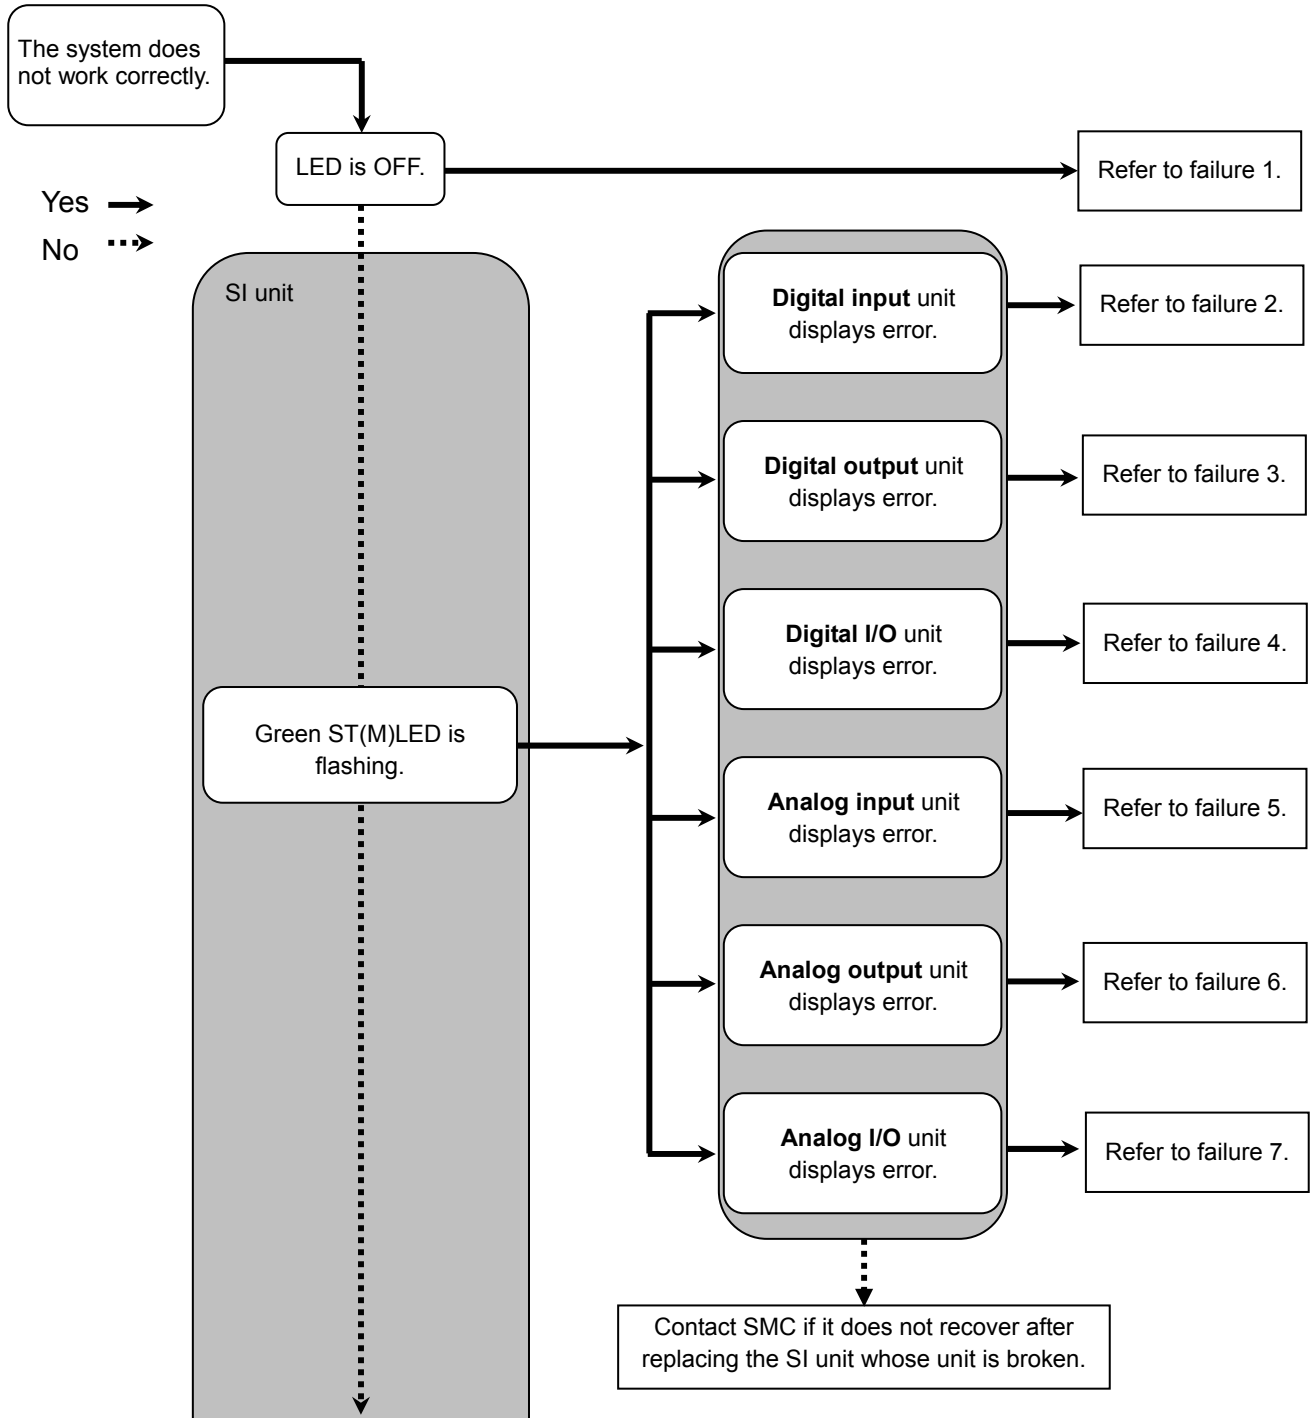 The system does
not work correctly.
LED is OFF.
Refer to failure 1.
Yes
No
SI unit
Digital input unit
displays error.
Refer to failure 2.
Digital output unit
displays error.
Refer to failure 3.
Digital I/O unit
displays error.
Refer to failure 4.
Green ST(M)LED is
flashing.
Analog input unit
displays error.
Refer to failure 5.
Analog output unit
displays error.
Refer to failure 6.
Analog I/O unit
displays error.
Refer to failure 7.
Contact SMC if it does not recover after
replacing the SI unit whose unit is broken.